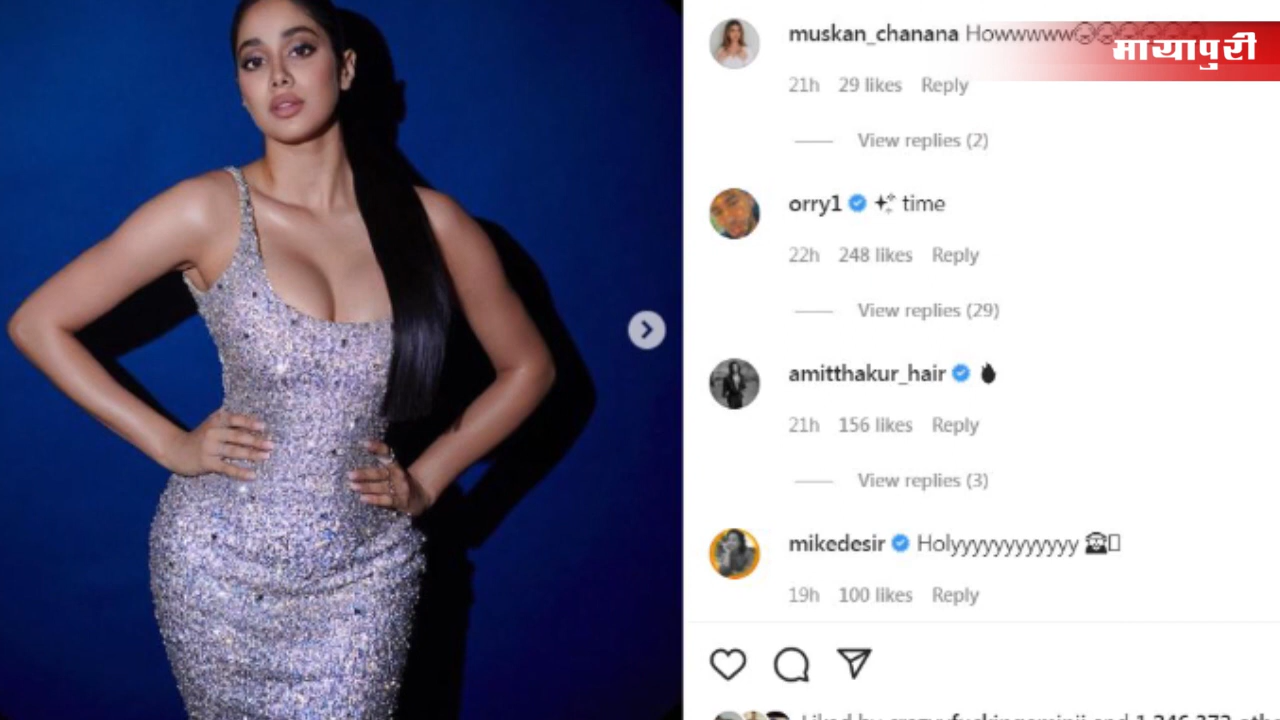 muskan_chanana Howwwww
मायापुरी
21h 29 likes Reply
View replies (2)
orry1 time
22h 248 likes Reply
View replies (29)
amitthakur_hair
21h 156 likes Reply
View replies (3)
mikedesir Holyyyyyyyyyyyy
19h 100 likes Reply